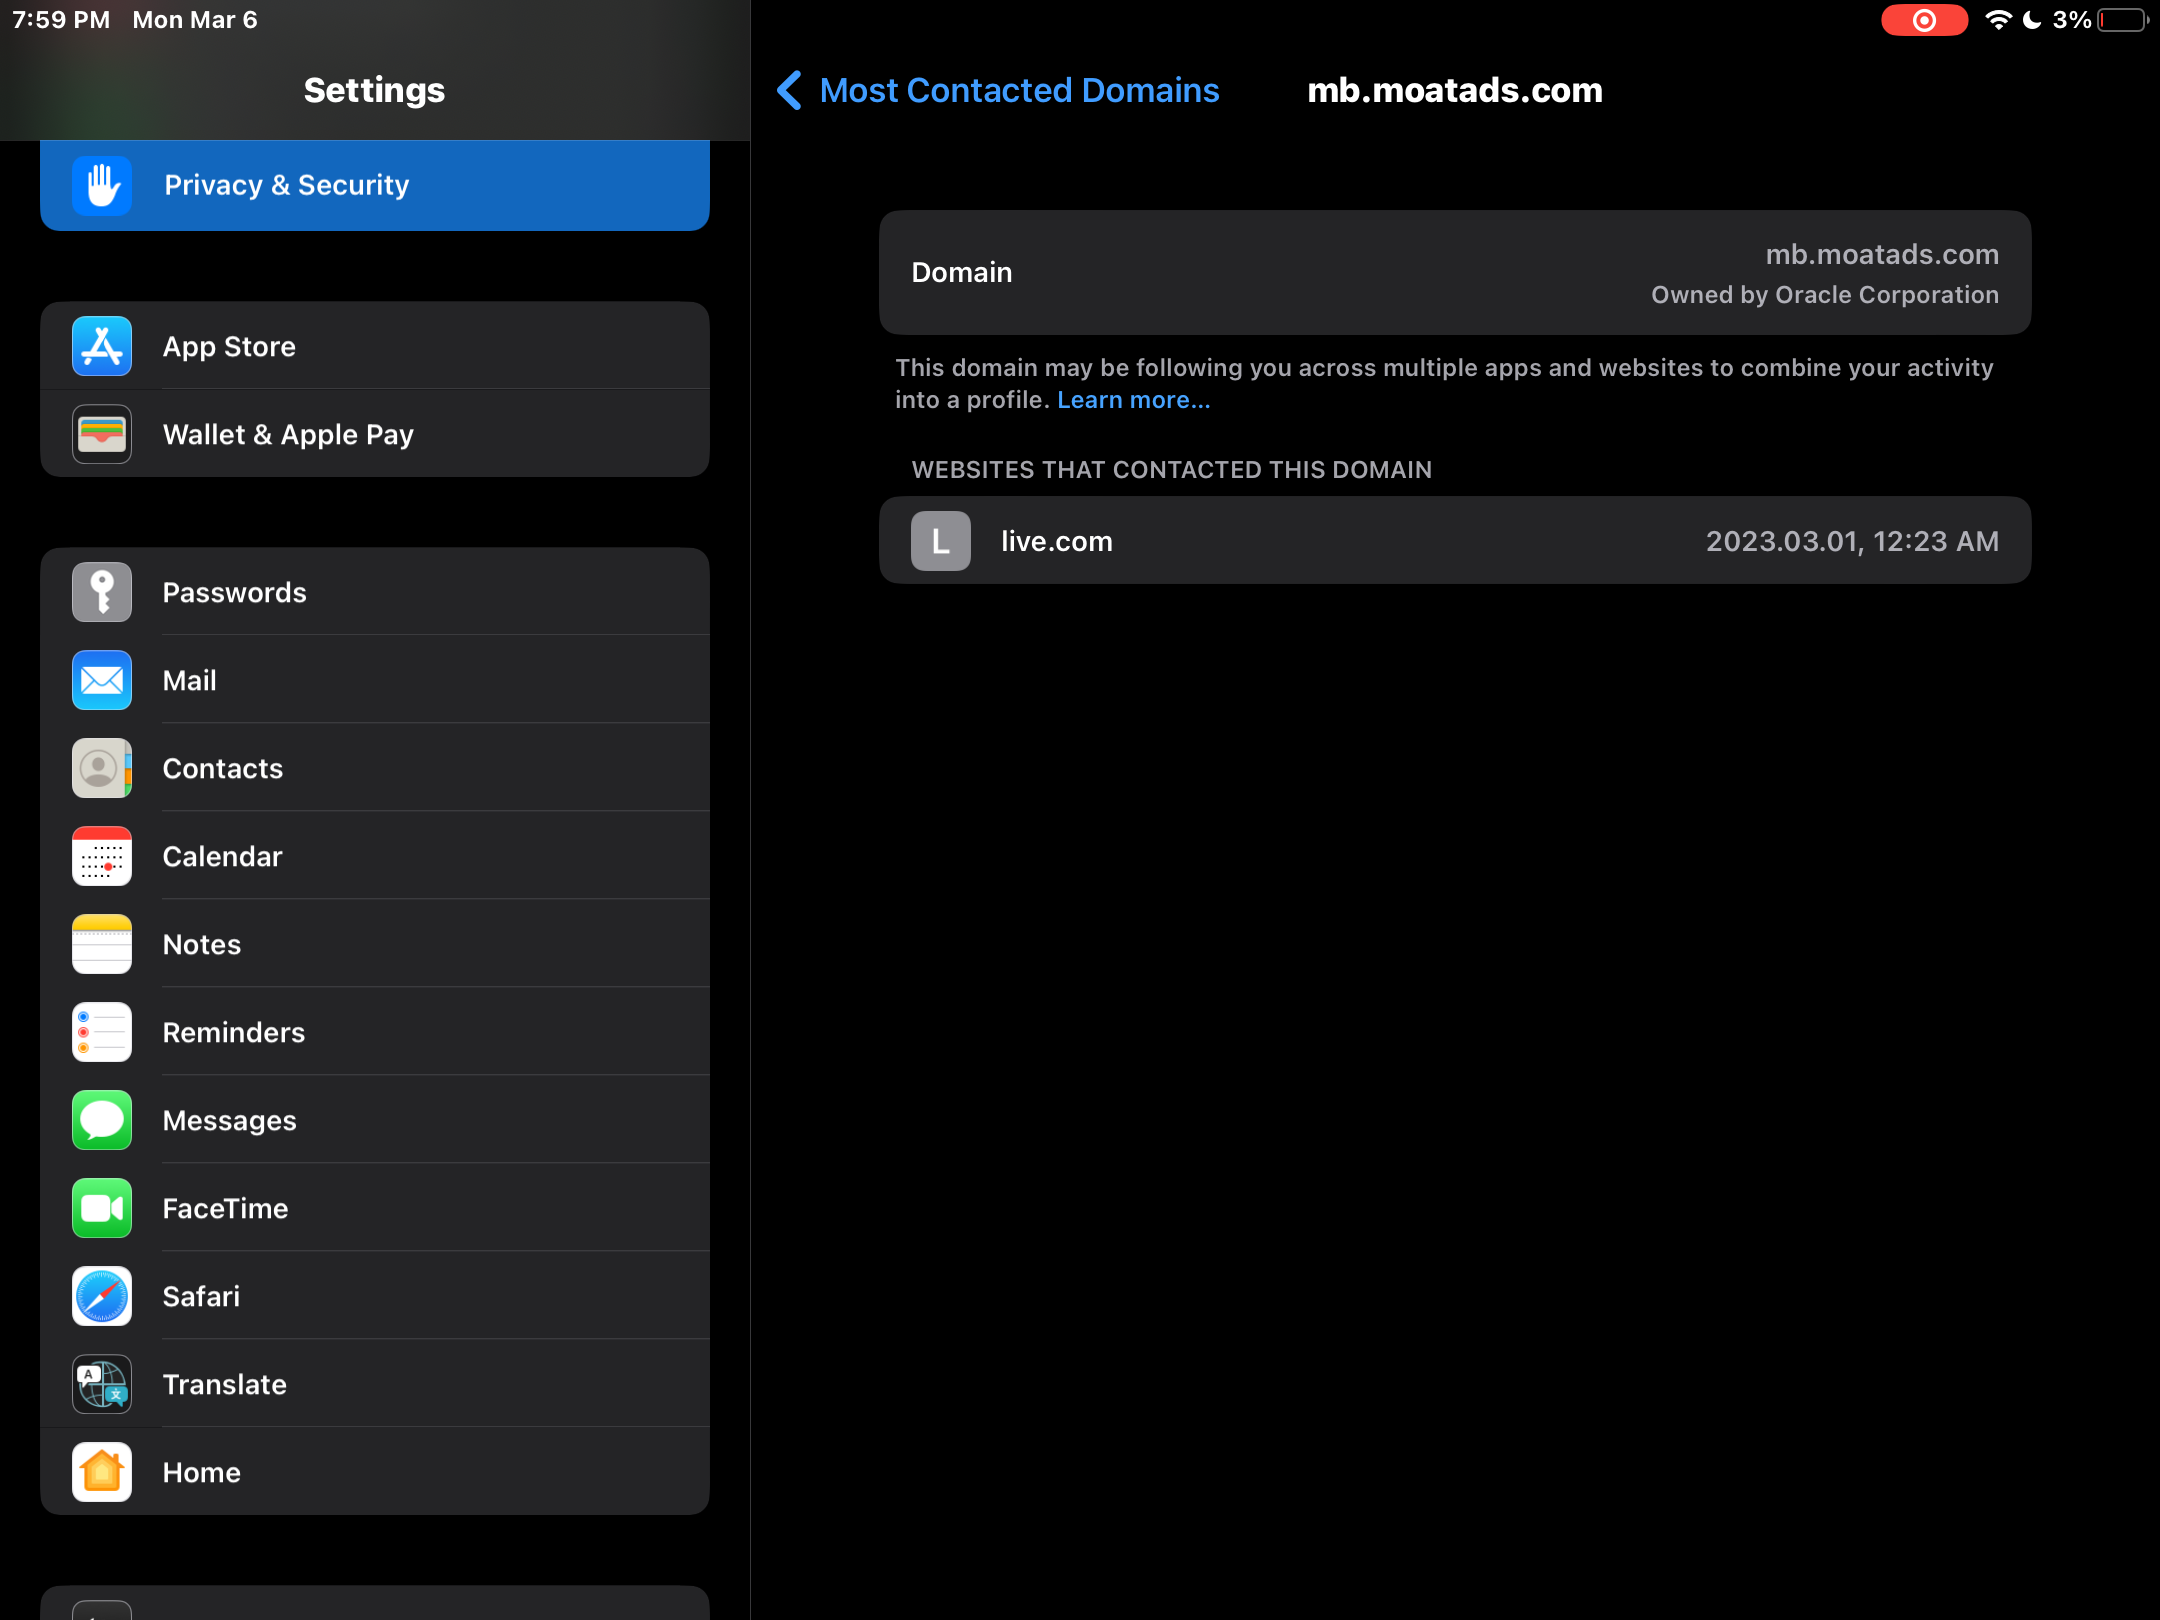 7:59 PM Mon Mar 6
3%
Settings
Privacy & Security
App Store
Wallet & Apple Pay
Passwords
Mail
Contacts
Calendar
Notes
Reminders
Messages
FaceTime
Safari
A
文
Translate
Home
Most Contacted Domains
mb.moatads.com
Domain
mb.moatads.com
Owned by Oracle Corporation
This domain may be following you across multiple apps and websites to combine your activity
into a profile. Learn more...
WEBSITES THAT CONTACTED THIS DOMAIN
L
live.com
2023.03.01, 12:23 AM